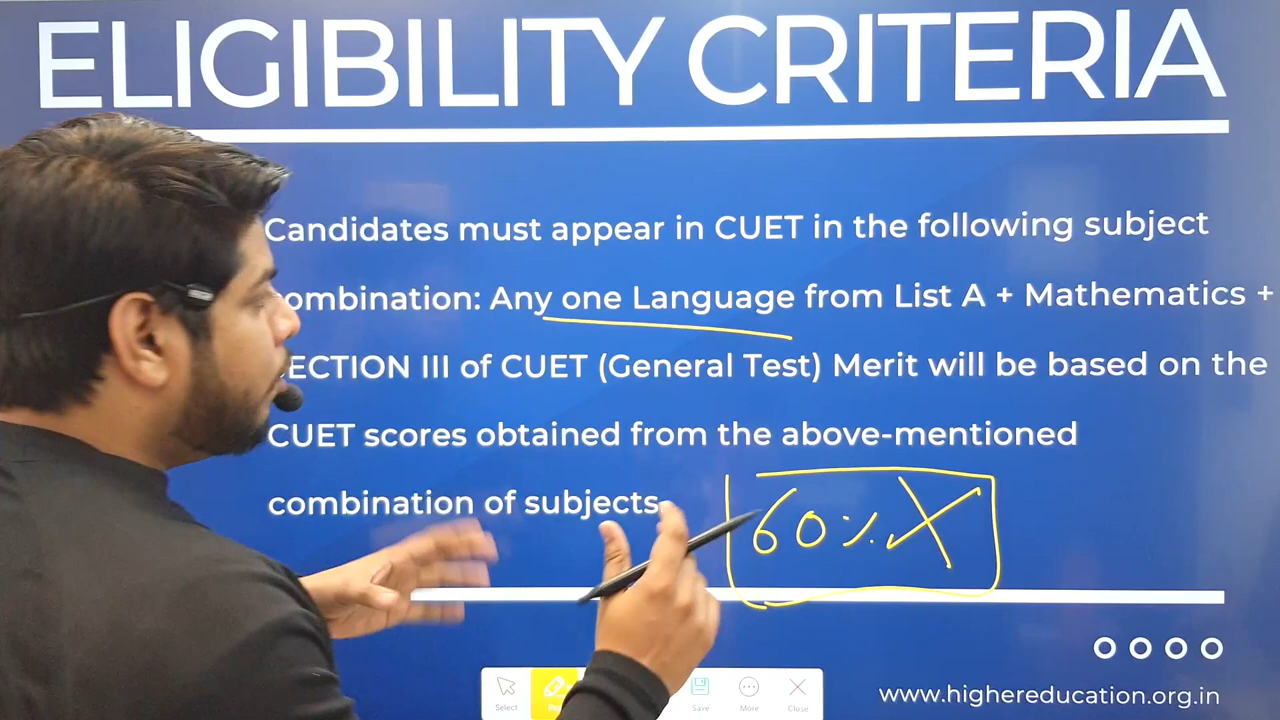 ELIGIBILITY CRITERIA
Candidates must appear in CUET in the following subject
ombination: Any one Language from List A + Mathematics +
ECTION III of CUET (General Test) Merit will be based on the
CUET scores obtained from the above-mentioned
combination of subjects.
60% X
Select
Save
More
Close
www.highereducation.org.in